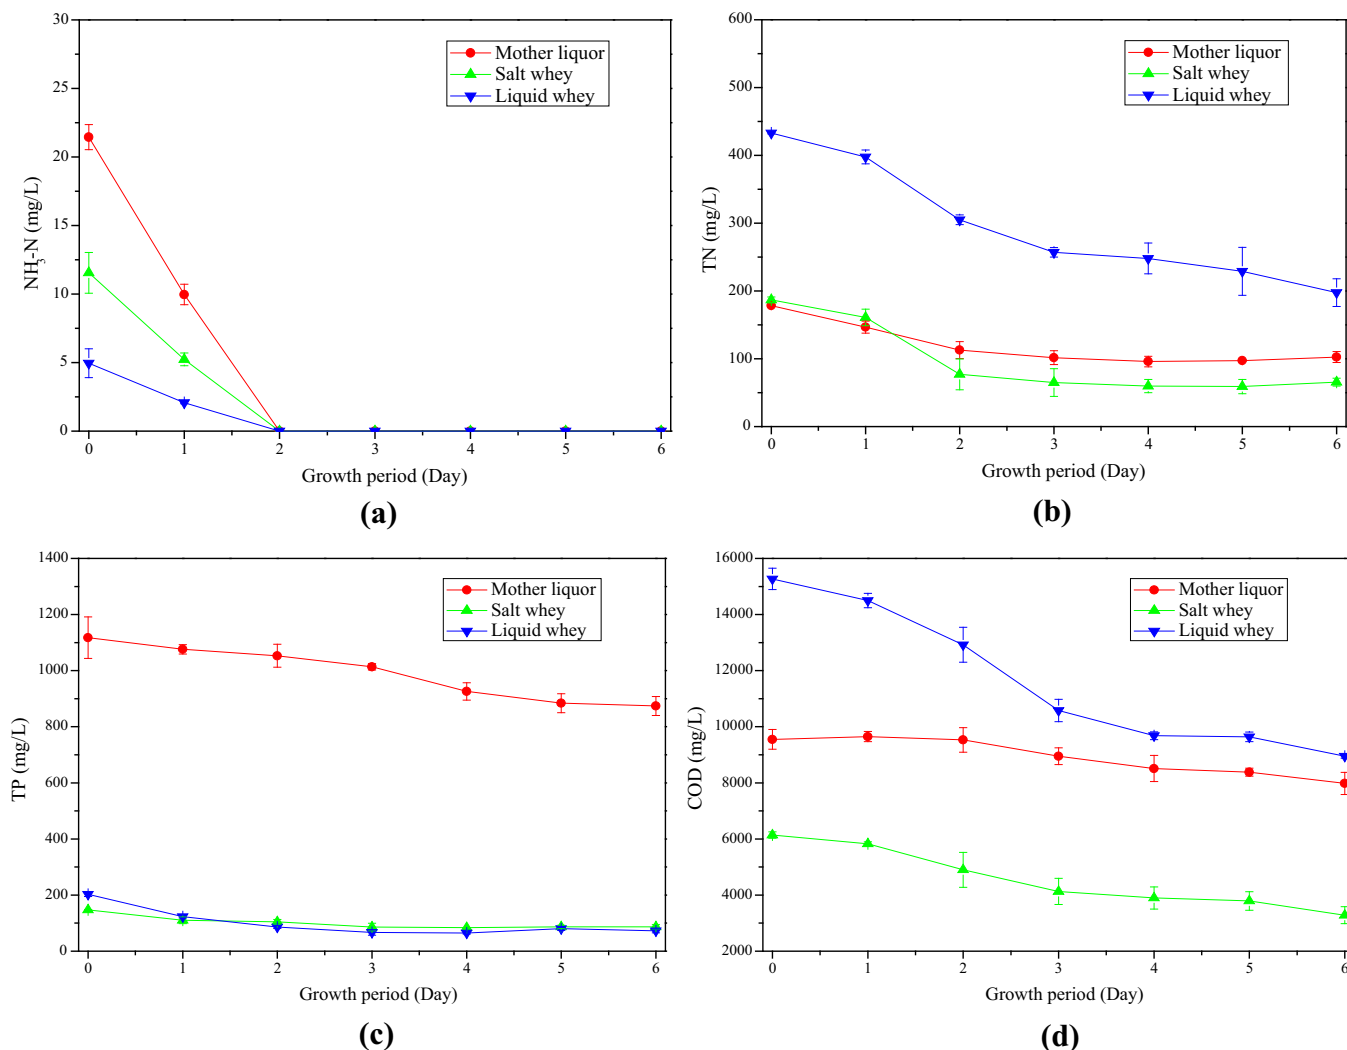 30
25
20
15
10
5
0
NH3-N (mg/L)
Mother liquor
Salt whey
Liquid whey
0 1 2 3 4 5 6
Growth period (Day)
(a)
600
500
400
300
200
100
0
TN (mg/L)
Mother liquor
Salt whey
Liquid whey
0 1 2 3 4 5 6
Growth period (Day)
(b)
1400
1200
1000
800
600
400
200
0
TP (mg/L)
Mother liquor
Salt whey
Liquid whey
0 1 2 3 4 5 6
Growth period (Day)
(c)
16000
14000
12000
10000
8000
6000
4000
2000
COD (mg/L)
Mother liquor
Salt whey
Liquid whey
0 1 2 3 4 5 6
Growth period (Day)
(d)